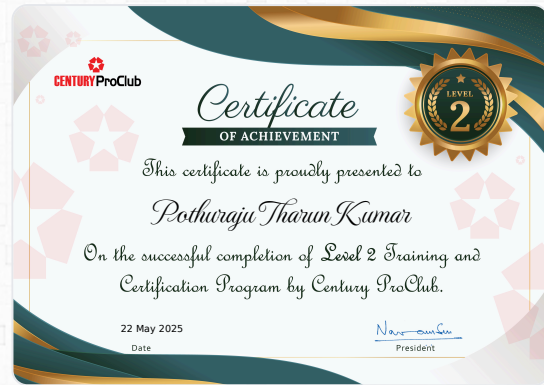 CENTURY ProClub
LEVEL
2
Certificate
OF ACHIEVEMENT
This certificate is proudly presented to
Pothuraju Tharun Kumar
On the successful completion of Level 2 Training and
Certification Program by Century ProClub.
22 May 2025
Date
President